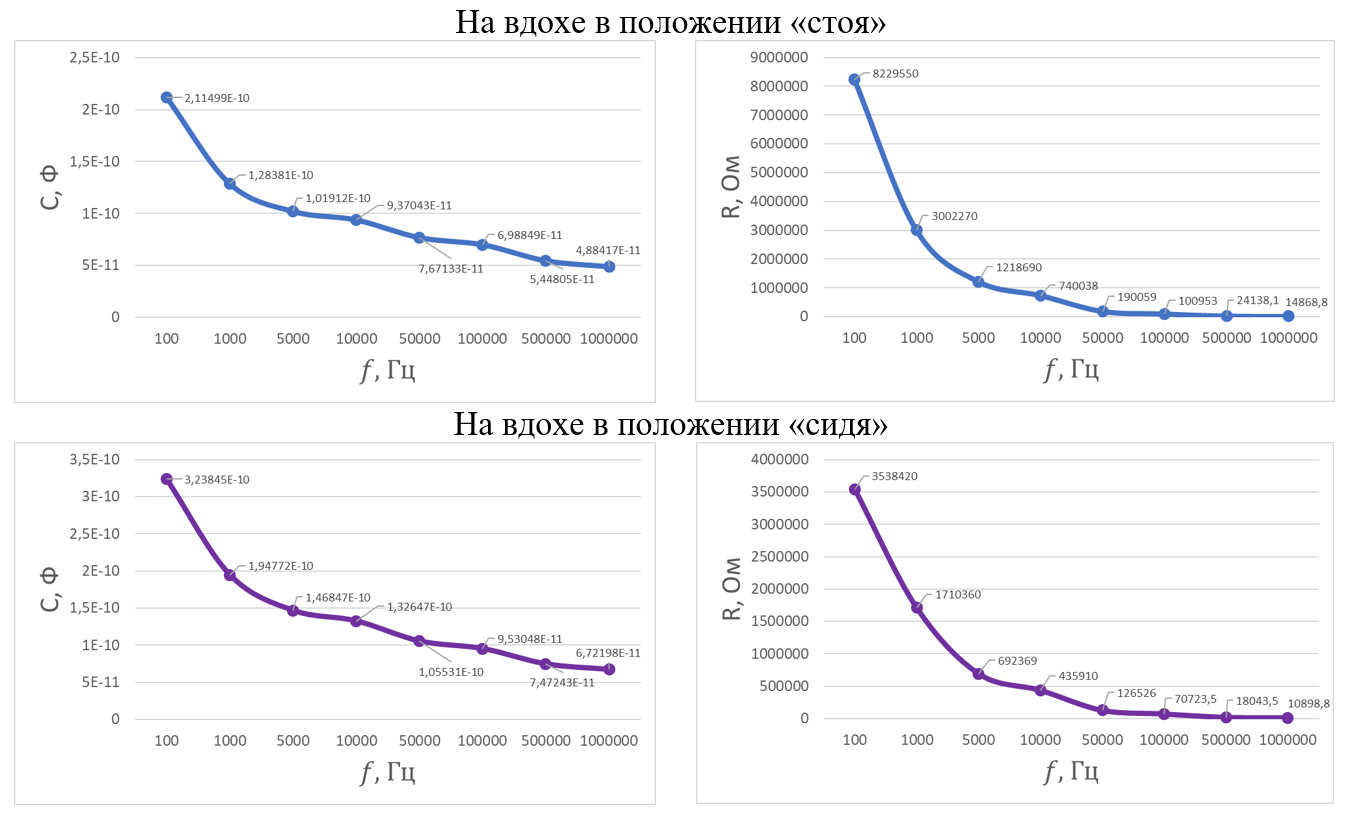 На вдохе в положении «стоя»
2,5E-10
2E-10
1,5E-10
1E-10
5E-11
0
C, Ф
2,11499E-10
1,28381E-10
1,01912E-10
9,37043E-11
7,67133E-11
6,98849E-11
5,44805E-11
4,88417E-11
100 1000 5000 10000 50000 100000 500000 1000000
f, Гц
9000000
8000000
7000000
6000000
5000000
4000000
3000000
2000000
1000000
0
R, Ом
8229550
3002270
1218690
740038
190059
100953
24138,1
14868,8
100 1000 5000 10000 50000 100000 500000 1000000
f, Гц
На вдохе в положении «сидя»
3,5E-10
3E-10
2,5E-10
2E-10
1,5E-10
1E-10
5E-11
0
C, Ф
3,23845E-10
1,94772E-10
1,46847E-10
1,32647E-10
1,05531E-10
9,53048E-11
7,47243E-11
6,72198E-11
100 1000 5000 10000 50000 100000 500000 1000000
f, Гц
4000000
3500000
3000000
2500000
2000000
1500000
1000000
500000
0
R, Ом
3538420
1710360
692369
435910
126526
70723,5
18043,5
10898,8
100 1000 5000 10000 50000 100000 500000 1000000
f, Гц